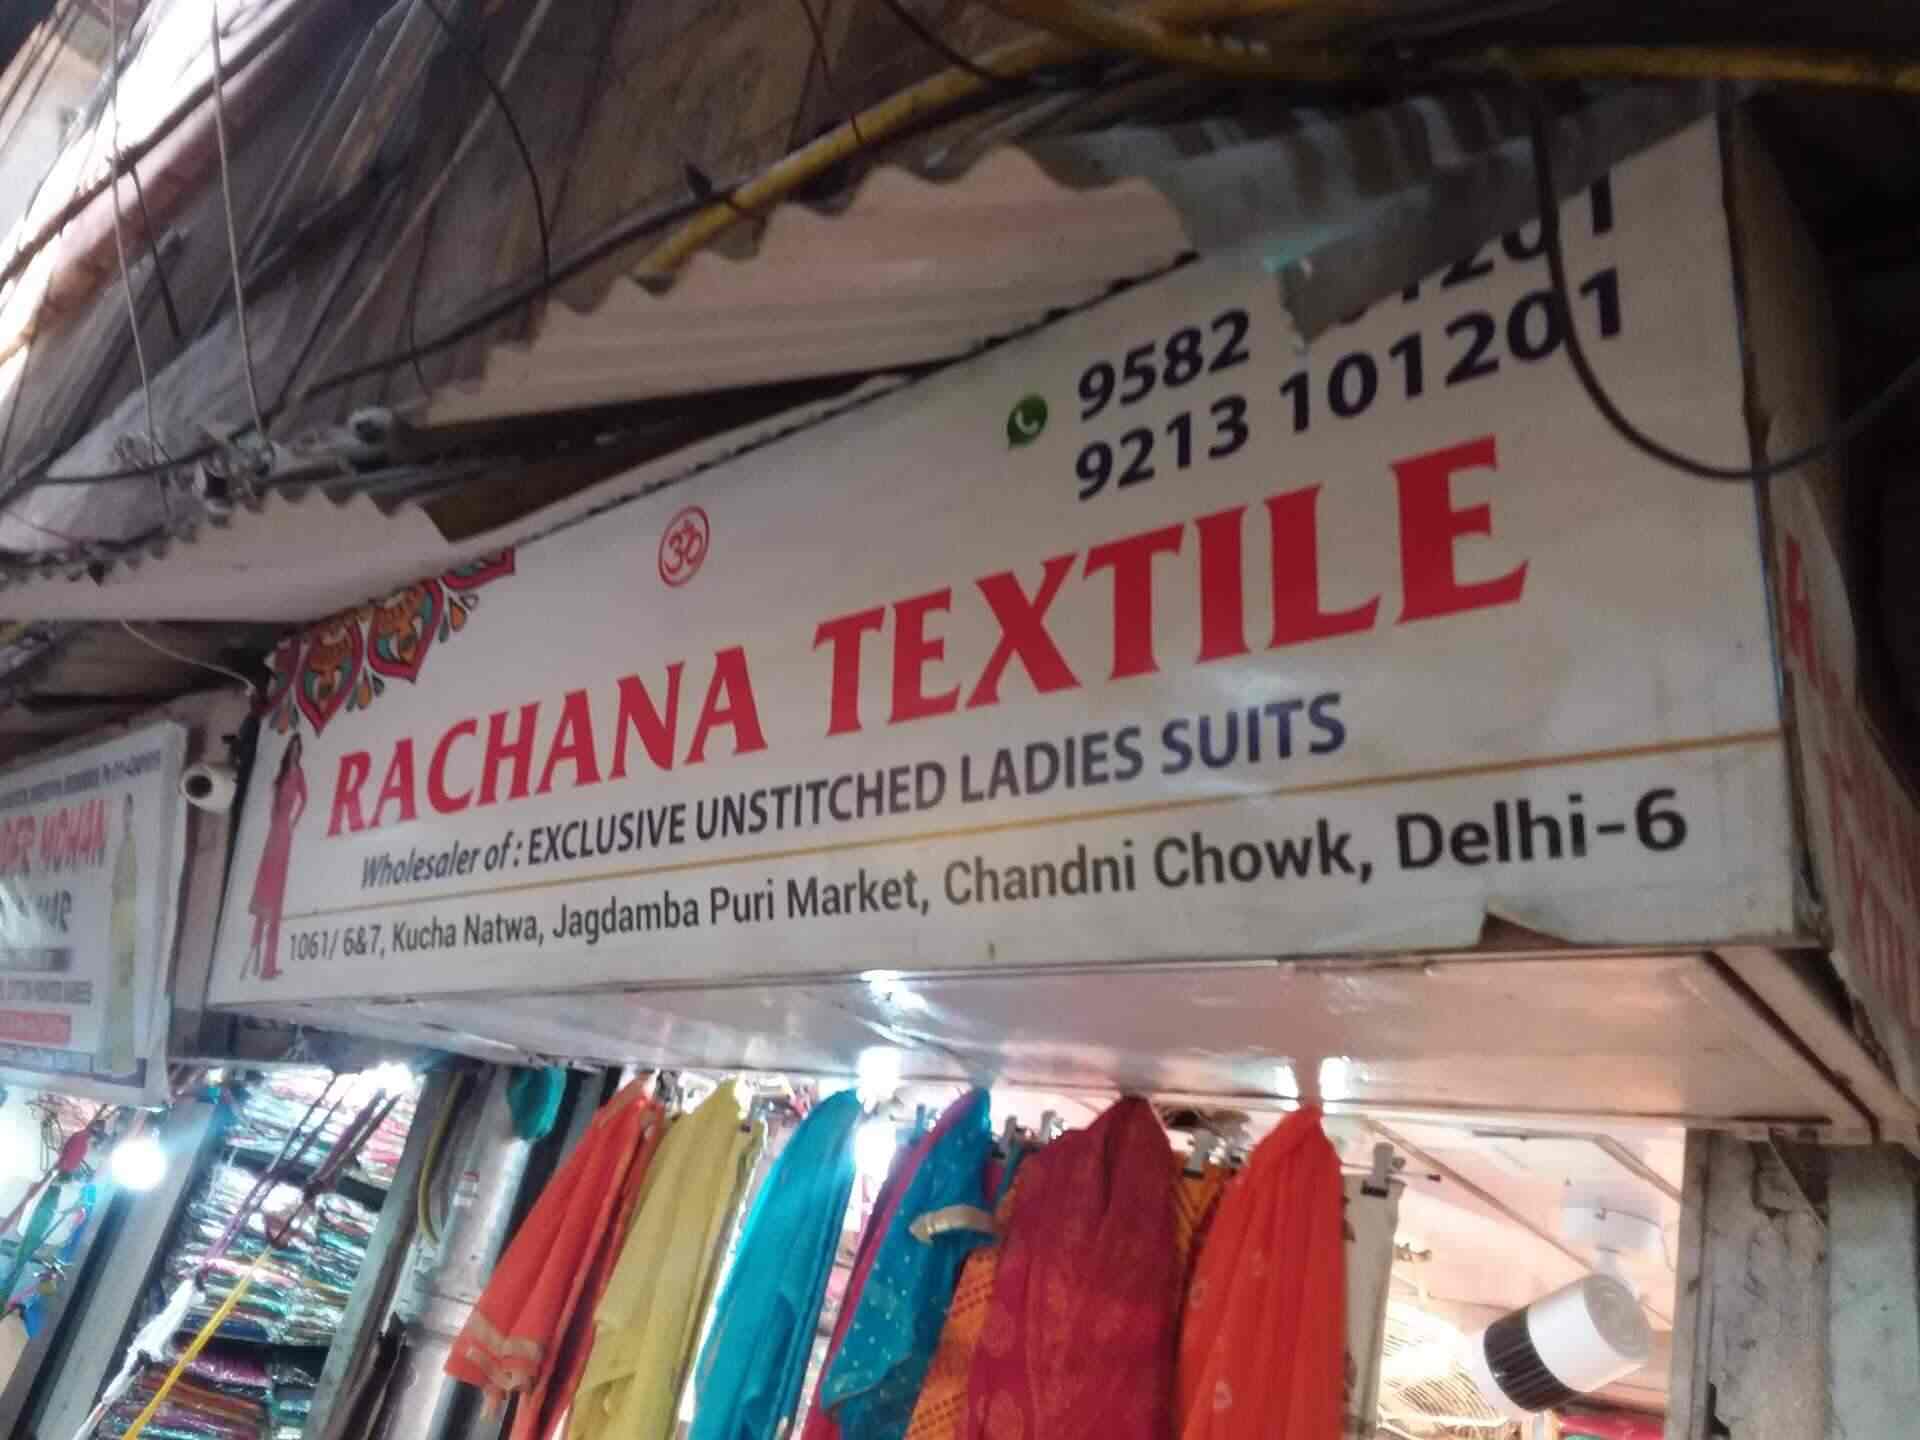 ॐ
9582
9213 101201
RACHANA TEXTILE
Wholesaler of : EXCLUSIVE UNSTITCHED LADIES SUITS
1061/ 6&7, Kucha Natwa, Jagdamba Puri Market, Chandni Chowk, Delhi-6